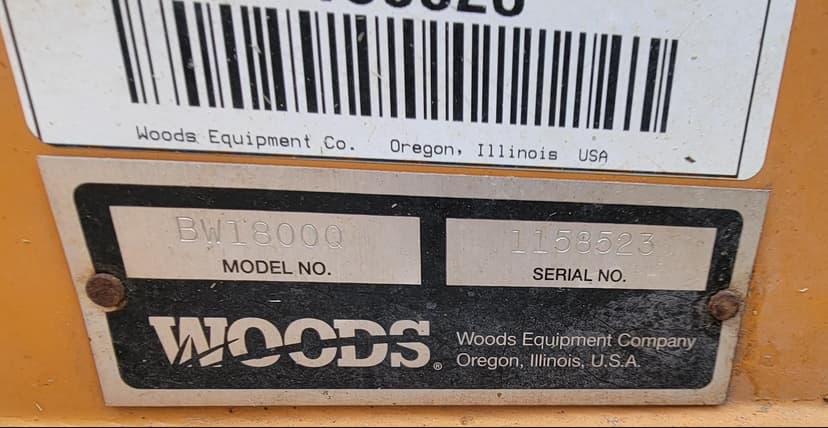 Woods Equipment Co. Oregon, Illinois USA
BW1800Q 1158523
MODEL NO. SERIAL NO.
WOODS® Woods Equipment Company
Oregon, Illinois, U.S.A.